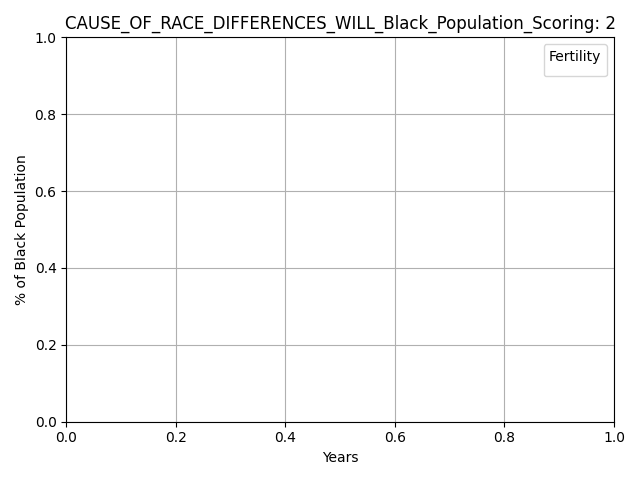 CAUSE_OF_RACE_DIFFERENCES_WILL_Black_Population_Scoring: 2
Fertility
1.0
0.8
0.6
0.4
0.2
0.0
% of Black Population
0.0 0.2 0.4 0.6 0.8 1.0
Years